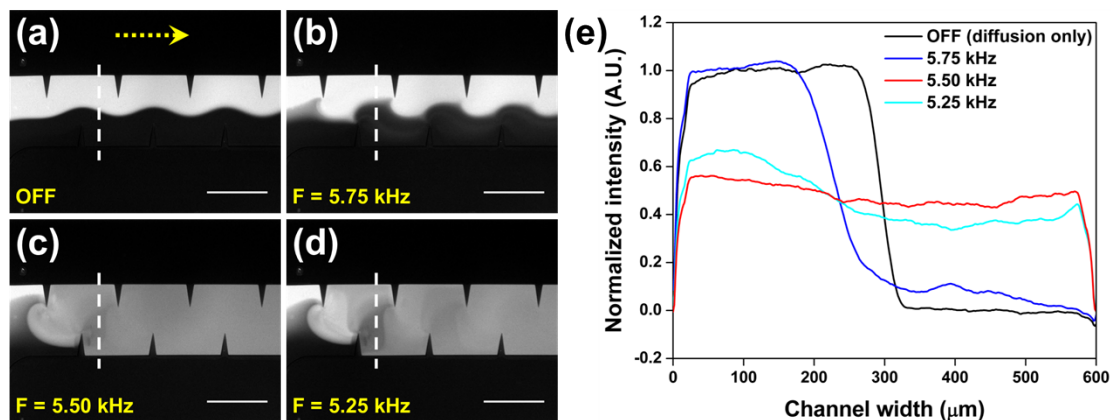 (a)
OFF
(b)
F = 5.75 kHz
(c)
F = 5.50 kHz
(d)
F = 5.25 kHz
(e)
Normalized intensity (A.U.)
1.2
1.0
0.8
0.6
0.4
0.2
0.0
-0.2
OFF (diffusion only)
5.75 kHz
5.50 kHz
5.25 kHz
0 100 200 300 400 500 600
Channel width (μm)